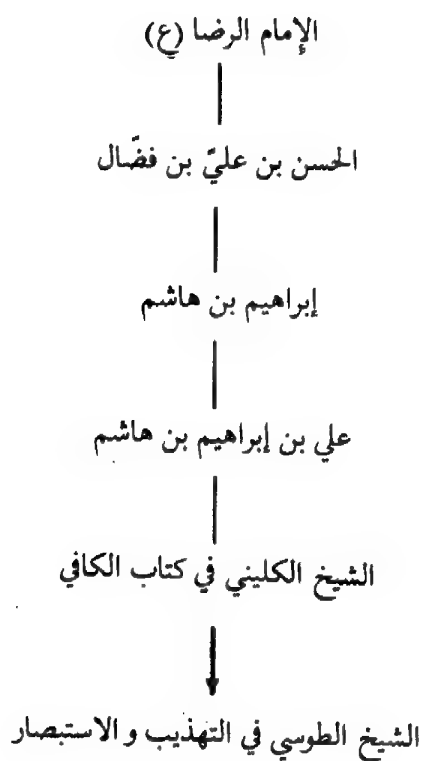 الإمام الرضا (ع)
الحسن بن عليّ بن فضّال
إبراهيم بن هاشم
علي بن إبراهيم بن هاشم
الشيخ الكليني في كتاب الكافي
الشيخ الطوسي في التهذيب والاستبصار